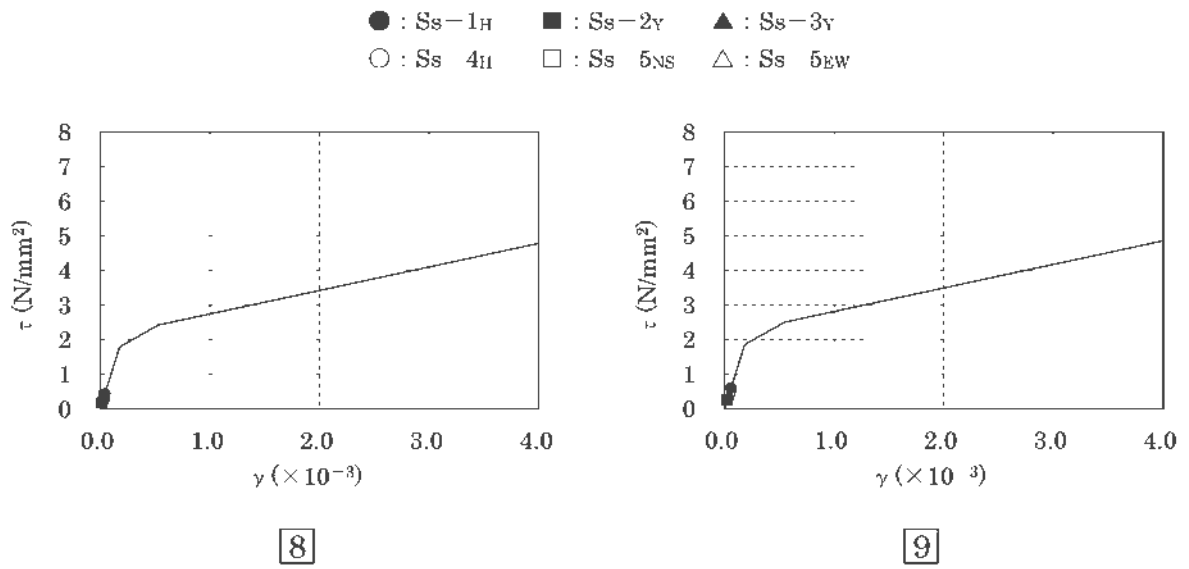 ● : Ss-1H ■ : Ss-2Y ▲ : Ss-3Y
○ : Ss 4H □ : Ss 5NS △ : Ss 5EW
τ (N/mm²)
8
7
6
5
4
3
2
1
0
0.0 1.0 2.0 3.0 4.0
γ (×10⁻³)
8
τ (N/mm²)
8
7
6
5
4
3
2
1
0
0.0 1.0 2.0 3.0 4.0
γ (×10 ³)
9